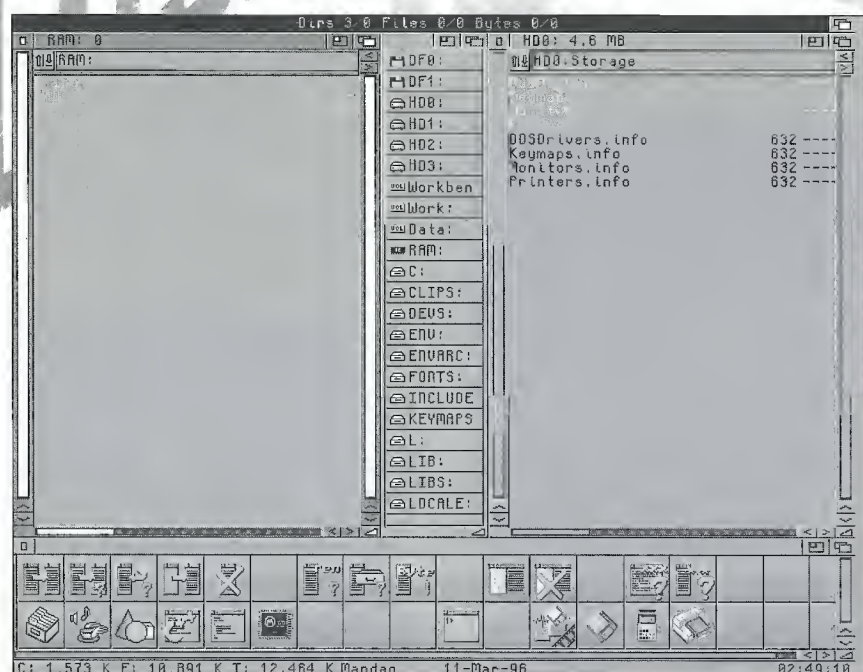 Dirs 3/0 Files 0/0 Bytes 0/0
RAM: 0
RAM:
DF0:
DF1:
HD0:
HD1:
HD2:
HD3:
Workben
Work:
Data:
RAM:
C:
CLIPS:
DEVS:
ENV:
ENVARC:
FONTS:
INCLUDE
KEYMAPS
L:
LIB:
LIBS:
LOCALE:
HD0: 4.6 MB
HD0:Storage
DOSDrivers.info 632 ----
Keymaps.info 632 ----
Monitors.info 632 ----
Printers.info 632 ----
C: 1,573 K F: 10,891 K T: 12,464 K Mandag 11-Mar-96 02:49:10